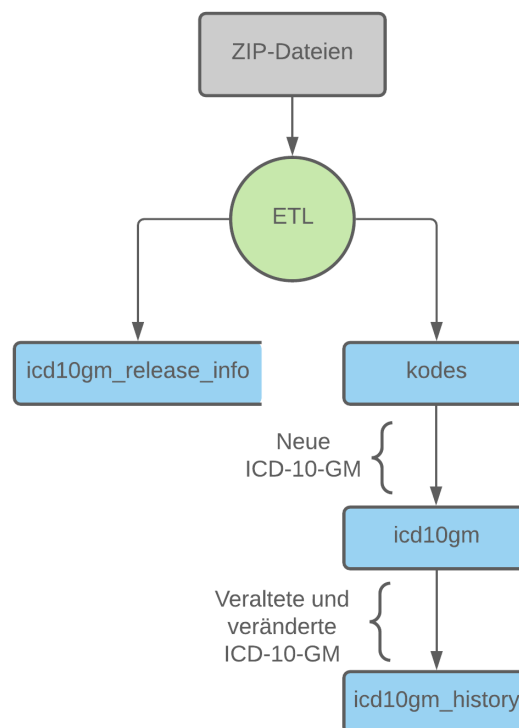 ZIP-Dateien
ETL
icd10gm_release_info
kodes
Neue
ICD-10-GM
icd10gm
Veraltete und
veränderte
ICD-10-GM
icd10gm_history